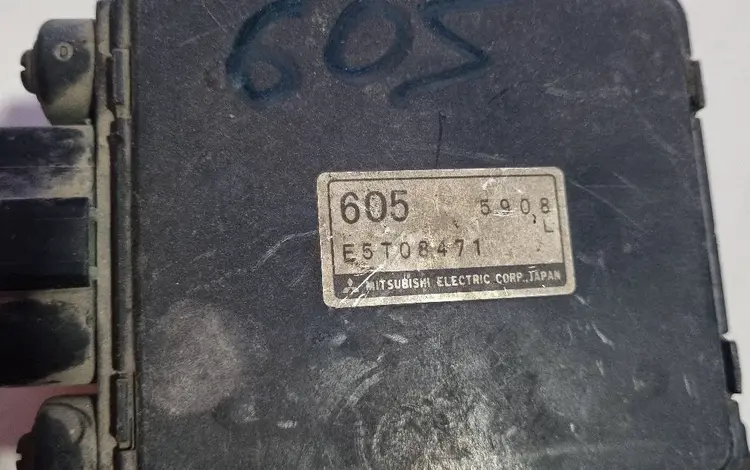 605
605 5908
L
E5T08471
MITSUBISHI ELECTRIC CORP., JAPAN
D